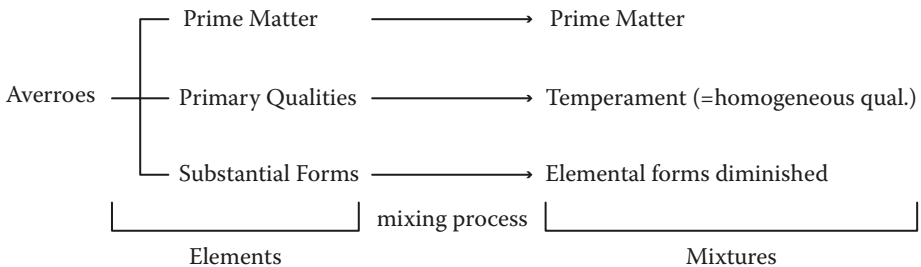 Prime Matter Prime Matter
Averroes Primary Qualities Temperament (=homogeneous qual.)
Substantial Forms Elemental forms diminished
mixing process
Elements Mixtures